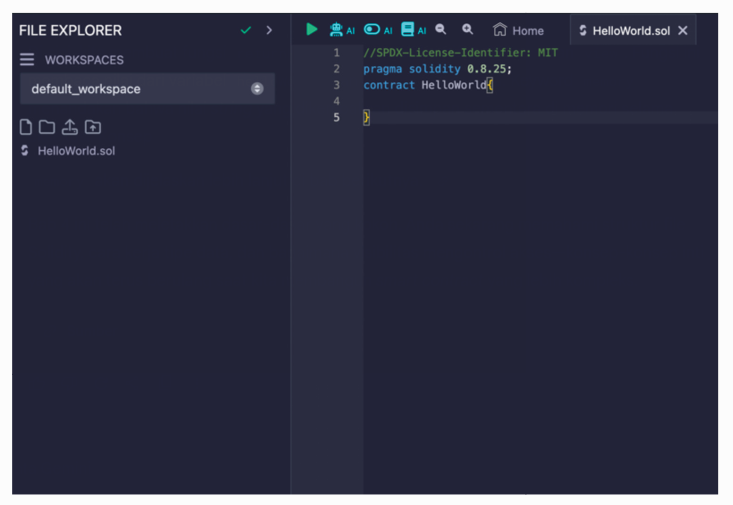 FILE EXPLORER
WORKSPACES
default_workspace
HelloWorld.sol
AI AI AI Home HelloWorld.sol
1 //SPDX-License-Identifier: MIT
2 pragma solidity 0.8.25;
3 contract HelloWorld{
4
5 }